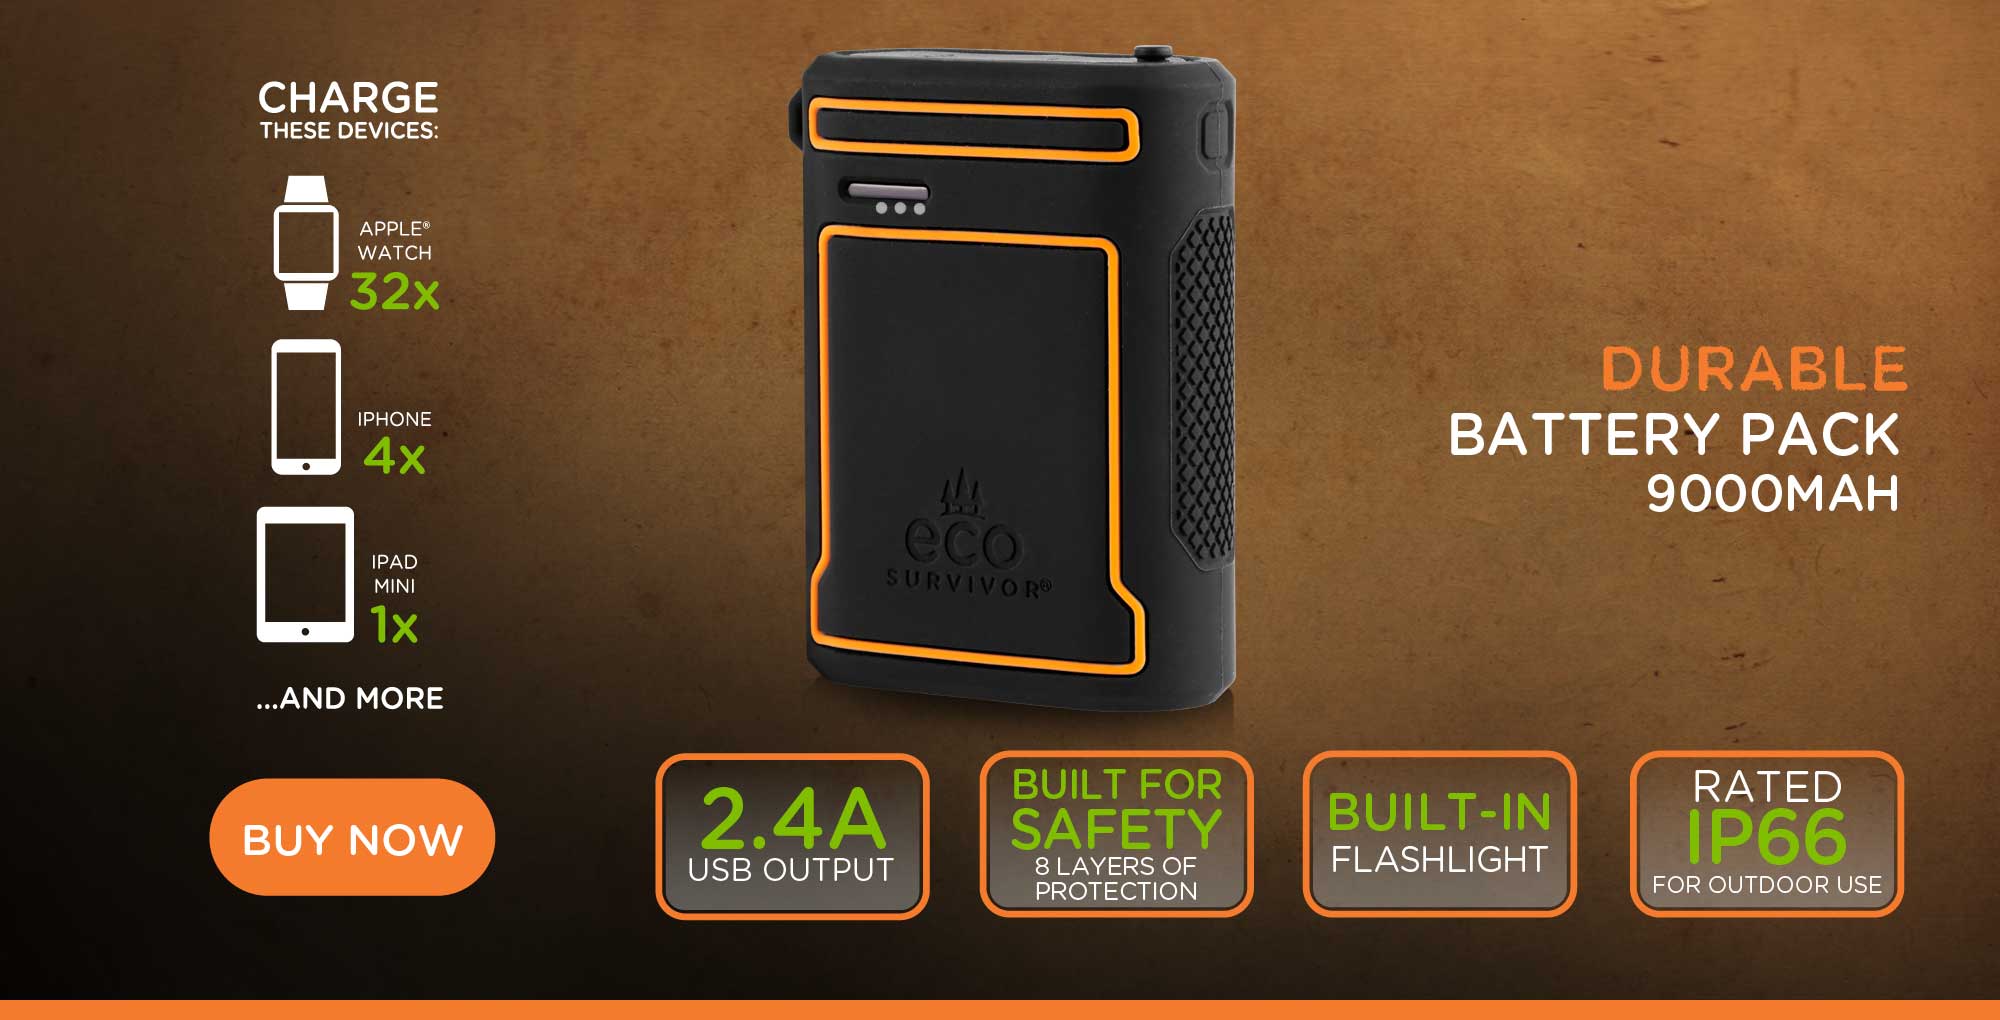 CHARGE
THESE DEVICES:
APPLE®
WATCH
32x
IPHONE
4x
IPAD
MINI
1x
...AND MORE
BUY NOW
eco
SURVIVOR®
DURABLE
BATTERY PACK
9000MAH
2.4A
USB OUTPUT
BUILT FOR
SAFETY
8 LAYERS OF
PROTECTION
BUILT-IN
FLASHLIGHT
RATED
IP66
FOR OUTDOOR USE